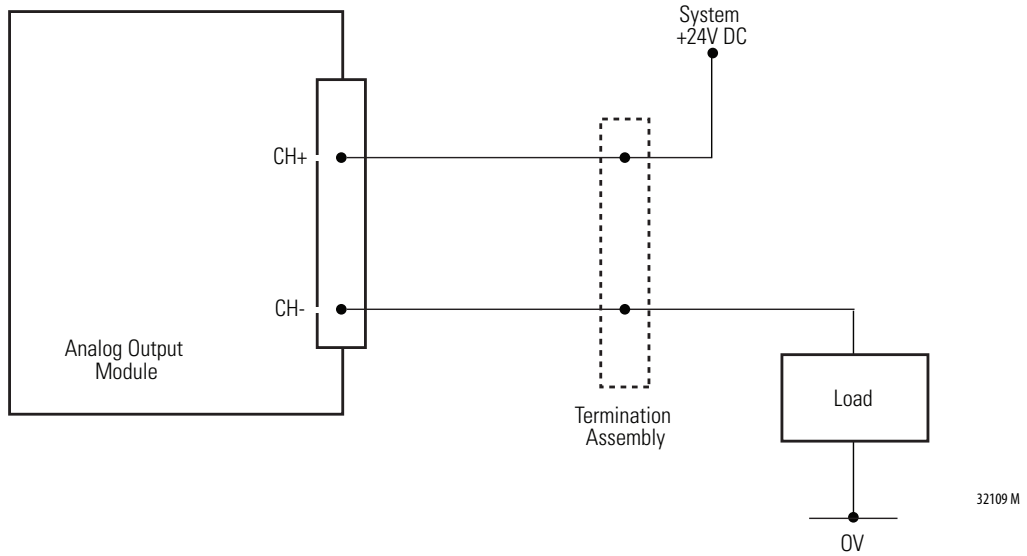 System
+24V DC
CH+
CH-
Analog Output
Module
Termination
Assembly
Load
32109 M
0V